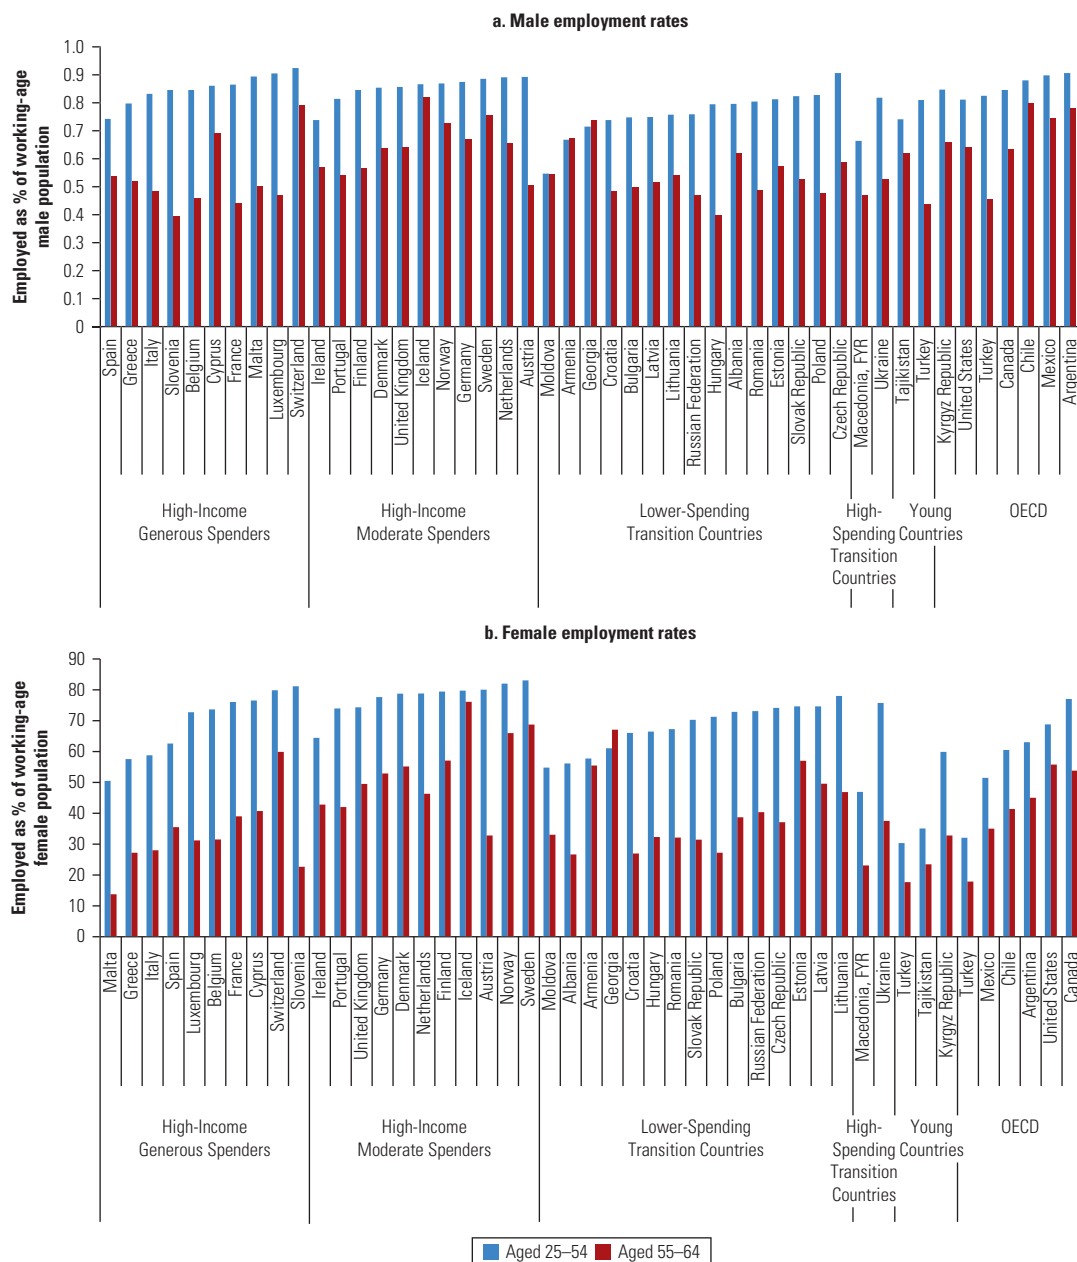 a. Male employment rates
Employed as % of working-age
male population
1.0
0.9
0.8
0.7
0.6
0.5
0.4
0.3
0.2
0.1
0
Spain
Greece
Italy
Slovenia
Belgium
Cyprus
France
Malta
Luxembourg
Switzerland
Ireland
Portugal
Finland
Denmark
United Kingdom
Iceland
Norway
Germany
Sweden
Netherlands
Austria
Moldova
Armenia
Georgia
Croatia
Bulgaria
Latvia
Lithuania
Russian Federation
Hungary
Albania
Romania
Estonia
Slovak Republic
Poland
Czech Republic
Macedonia, FYR
Ukraine
Tajikistan
Turkey
Kyrgyz Republic
United States
Turkey
Canada
Chile
Mexico
Argentina
High-Income
Generous Spenders
High-Income
Moderate Spenders
Lower-Spending
Transition Countries
High-
Spending
Transition
Countries
Young
Countries
OECD
b. Female employment rates
Employed as % of working-age
female population
90
80
70
60
50
40
30
20
10
0
Malta
Greece
Italy
Spain
Luxembourg
Belgium
France
Cyprus
Switzerland
Slovenia
Ireland
Portugal
United Kingdom
Germany
Denmark
Netherlands
Finland
Iceland
Austria
Norway
Sweden
Moldova
Albania
Armenia
Georgia
Croatia
Hungary
Romania
Slovak Republic
Poland
Bulgaria
Russian Federation
Czech Republic
Estonia
Latvia
Lithuania
Macedonia, FYR
Ukraine
Turkey
Tajikistan
Kyrgyz Republic
Turkey
Mexico
Chile
Argentina
United States
Canada
High-Income
Generous Spenders
High-Income
Moderate Spenders
Lower-Spending
Transition Countries
High-
Spending
Transition
Countries
Young
Countries
OECD
Aged 25–54
Aged 55–64